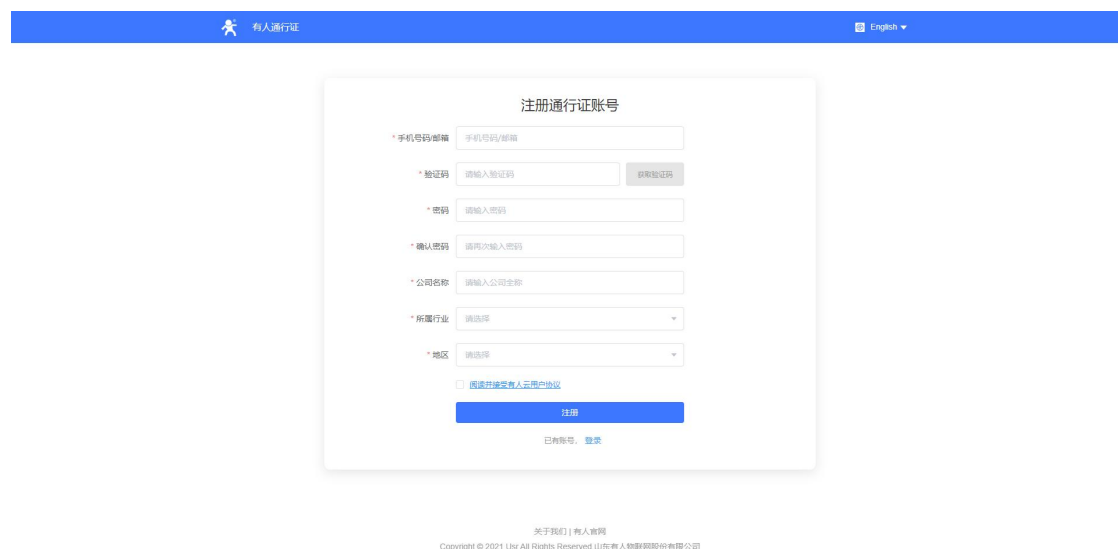 有人通行证
English
注册通行证账号
* 手机号码/邮箱 手机号码/邮箱
* 验证码 请输入验证码 获取验证码
* 密码 请输入密码
* 确认密码 请再次输入密码
* 公司名称 请输入公司全称
* 所属行业 请选择
* 地区 请选择
阅读并接受有人云用户协议
注册
已有账号， 登录
关于我们 | 有人官网
Copyright © 2021 Usr All Rights Reserved 山东有人物联网股份有限公司